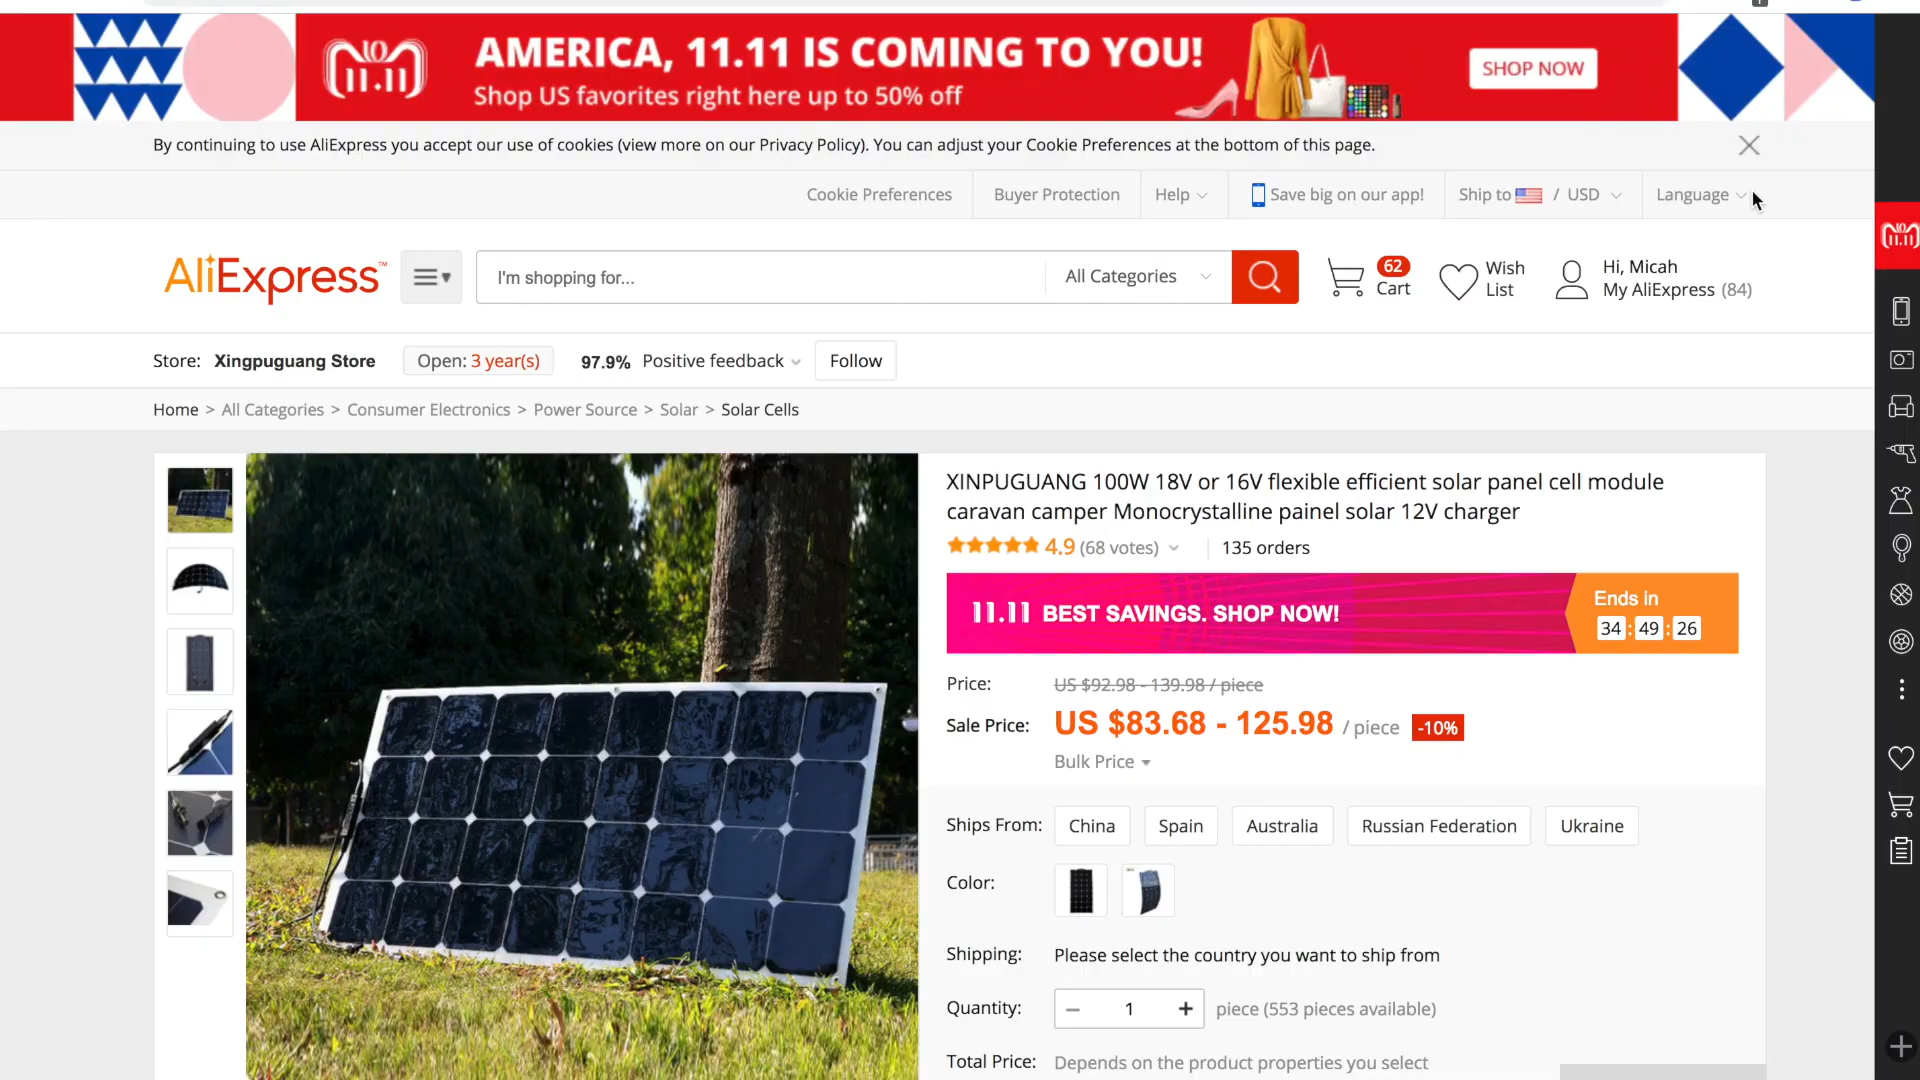 11.11
AMERICA, 11.11 IS COMING TO YOU!
Shop US favorites right here up to 50% off
SHOP NOW
By continuing to use AliExpress you accept our use of cookies (view more on our Privacy Policy). You can adjust your Cookie Preferences at the bottom of this page.
Cookie Preferences
Buyer Protection
Help
Save big on our app!
Ship to / USD
Language
11.11
AliExpress™
I'm shopping for...
All Categories
62
Cart
Wish
List
Hi, Micah
My AliExpress (84)
Store: Xingpuguang Store
Open: 3 year(s)
97.9% Positive feedback
Follow
Home > All Categories > Consumer Electronics > Power Source > Solar > Solar Cells
XINPUGUANG 100W 18V or 16V flexible efficient solar panel cell module
caravan camper Monocrystalline painel solar 12V charger
4.9 (68 votes)
135 orders
11.11 BEST SAVINGS. SHOP NOW!
Ends in
34 : 49 : 26
Price: US $92.98 - 139.98 / piece
Sale Price: US $83.68 - 125.98 / piece -10%
Bulk Price
Ships From: China Spain Australia Russian Federation Ukraine
Color:
Shipping: Please select the country you want to ship from
Quantity: − 1 + piece (553 pieces available)
Total Price: Depends on the product properties you select